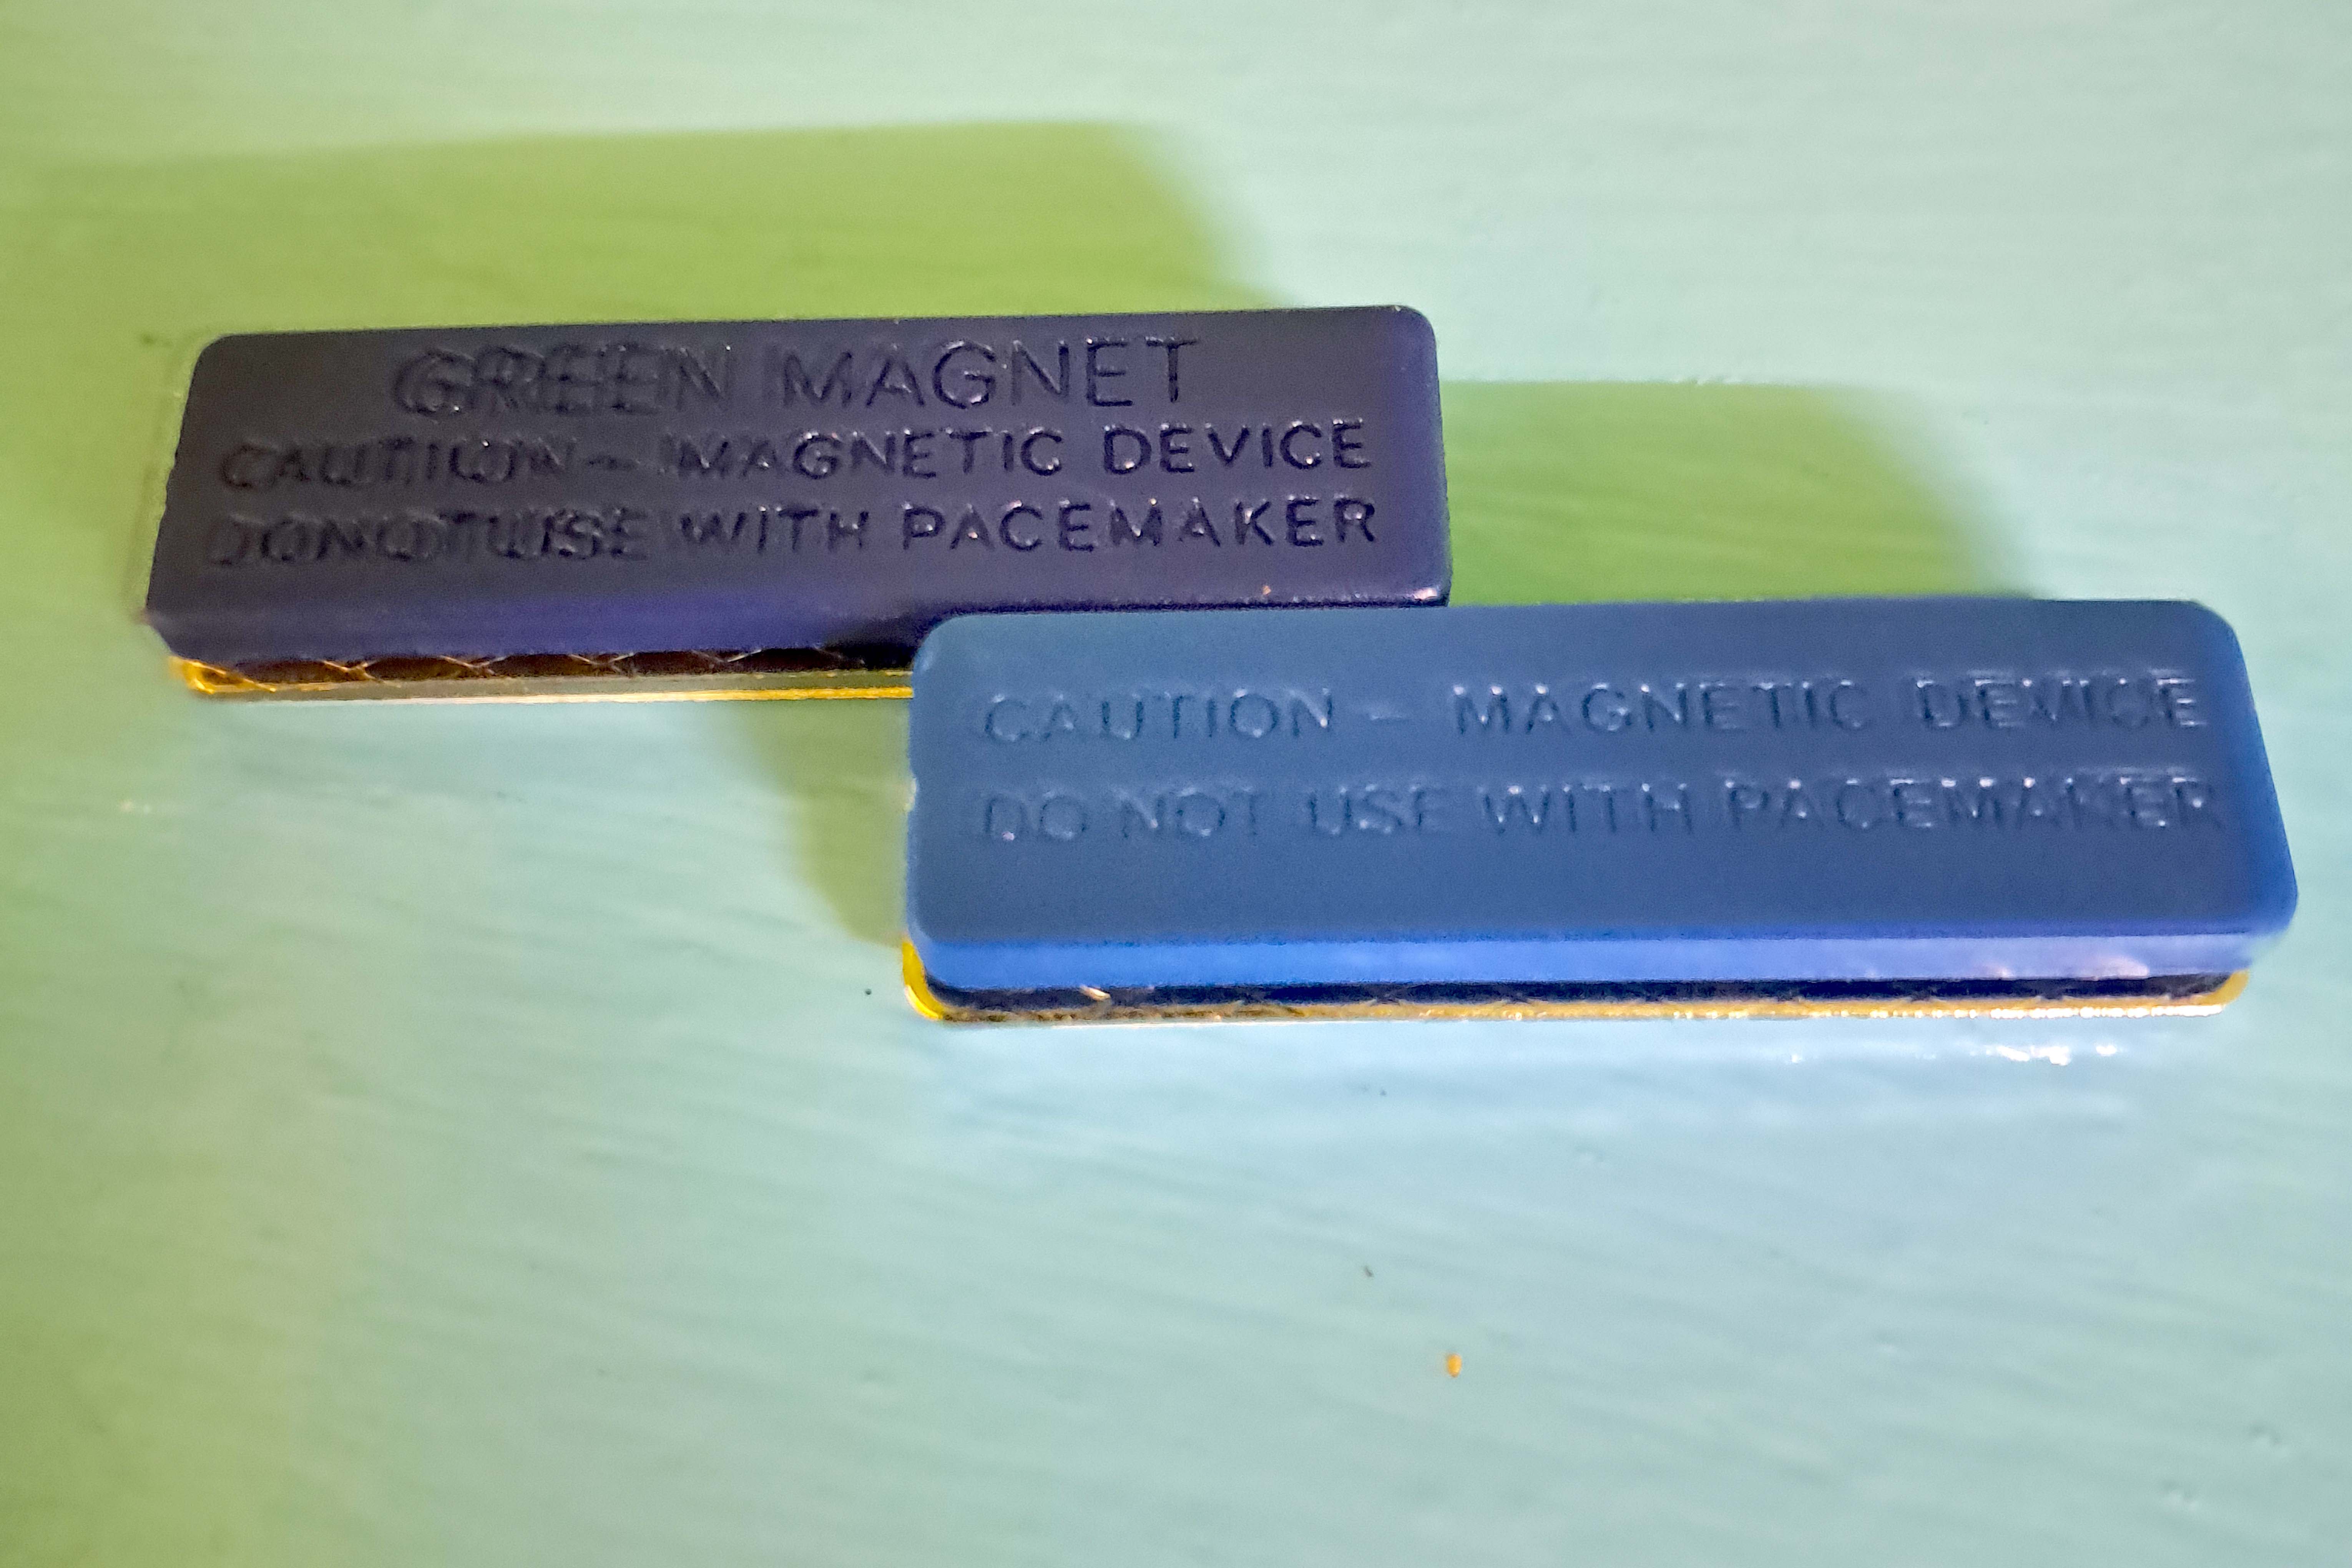 GREEN MAGNET
CAUTION - MAGNETIC DEVICE
DO NOT USE WITH PACEMAKER
CAUTION - MAGNETIC DEVICE
DO NOT USE WITH PACEMAKER